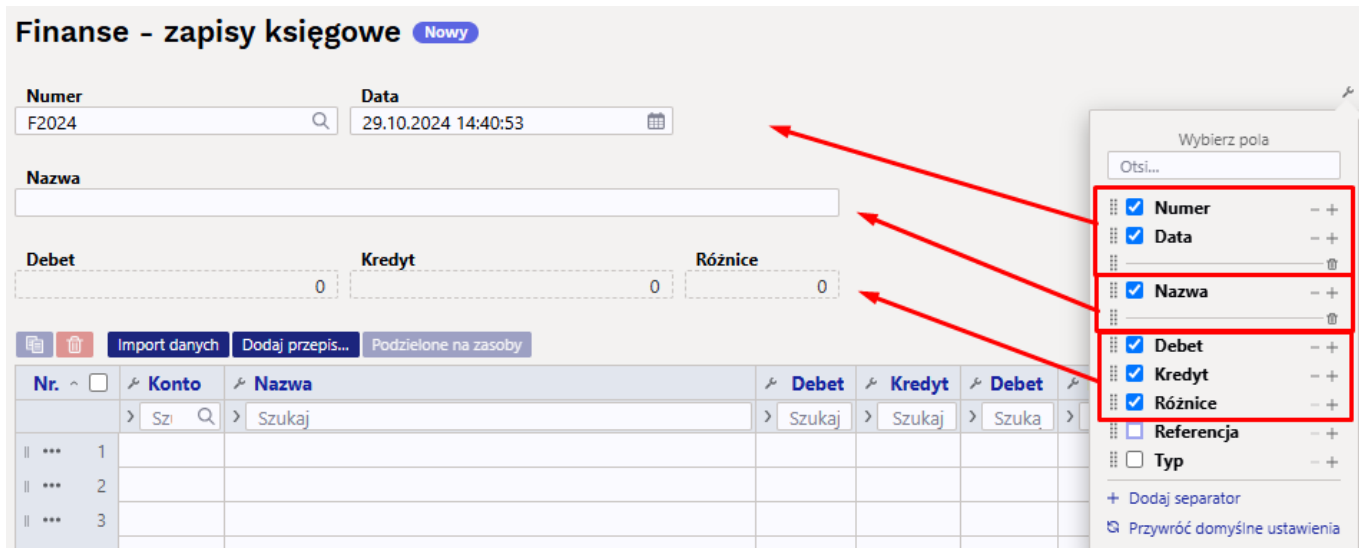 Finanse - zapisy księgowe Nowy
Numer Data
F2024 29.10.2024 14:40:53
Nazwa
Debet Kredyt Różnice
0 0 0
Import danych Dodaj przepis... Podzielone na zasoby
Nr. Konto Nazwa Debet Kredyt Debet
Szu Szukaj Szukaj Szukaj Szuka
1
2
3
Wybierz pola
Otsi...
Numer
Data
Nazwa
Debet
Kredyt
Różnice
Referencja
Typ
+ Dodaj separator
Przywróć domyślne ustawienia